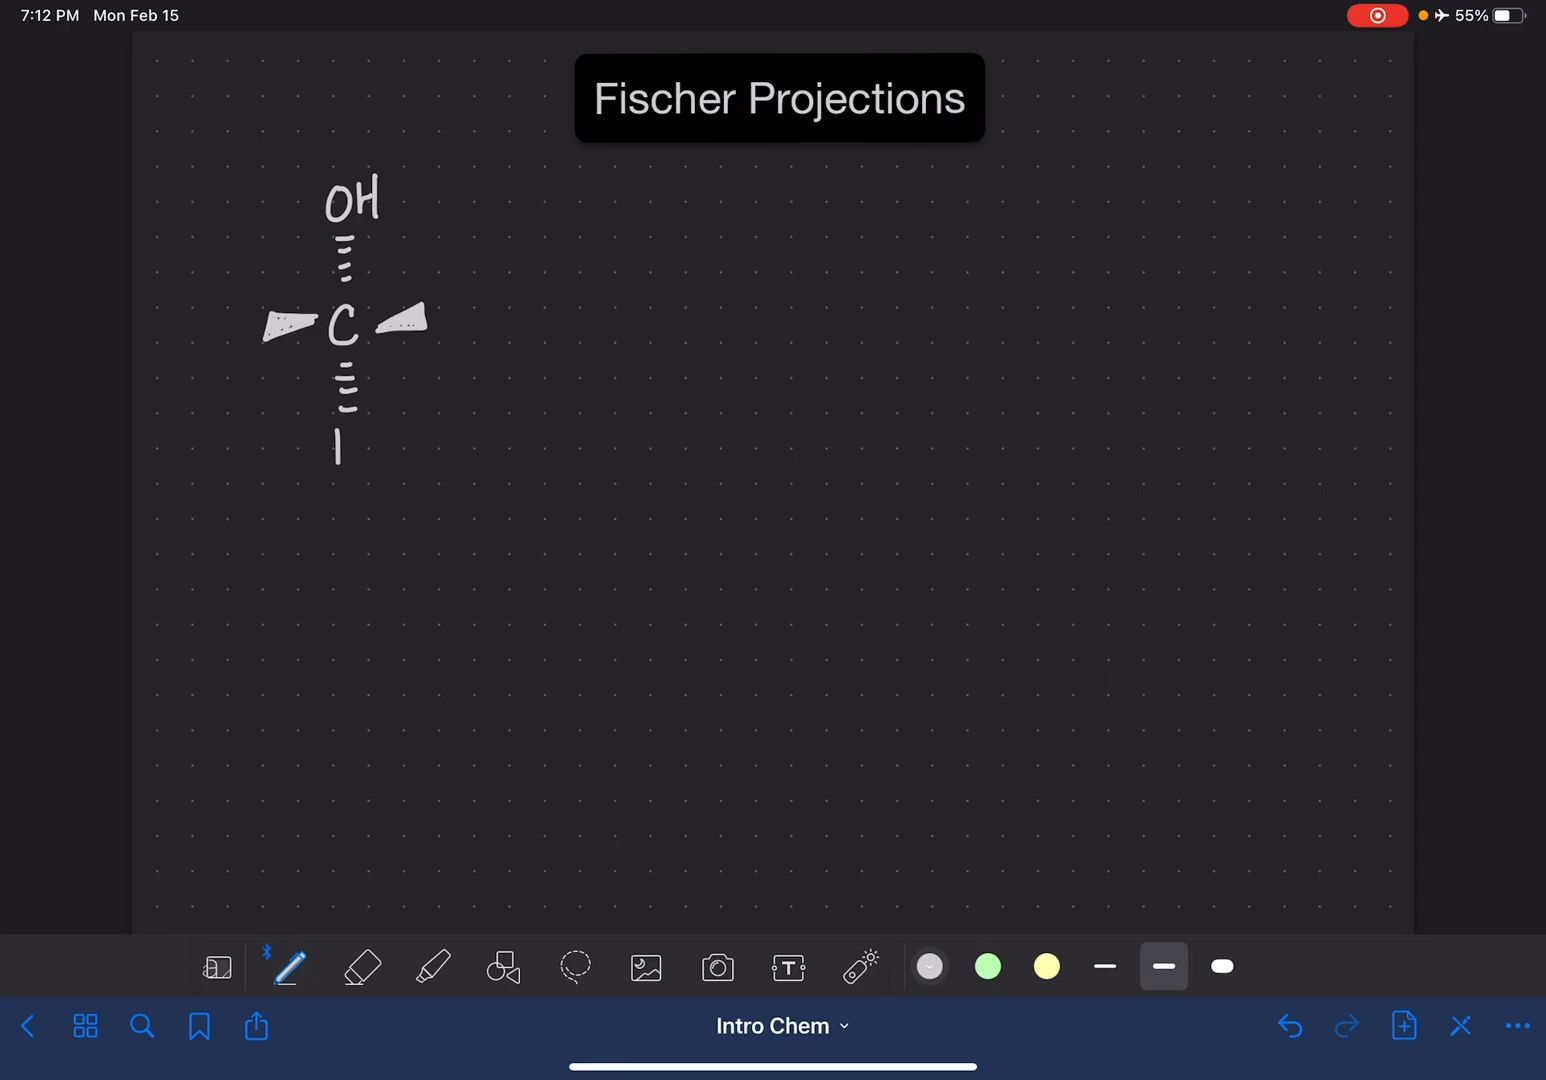 7:12 PM Mon Feb 15 55%
Fischer Projections
OH
C
I
T
Intro Chem